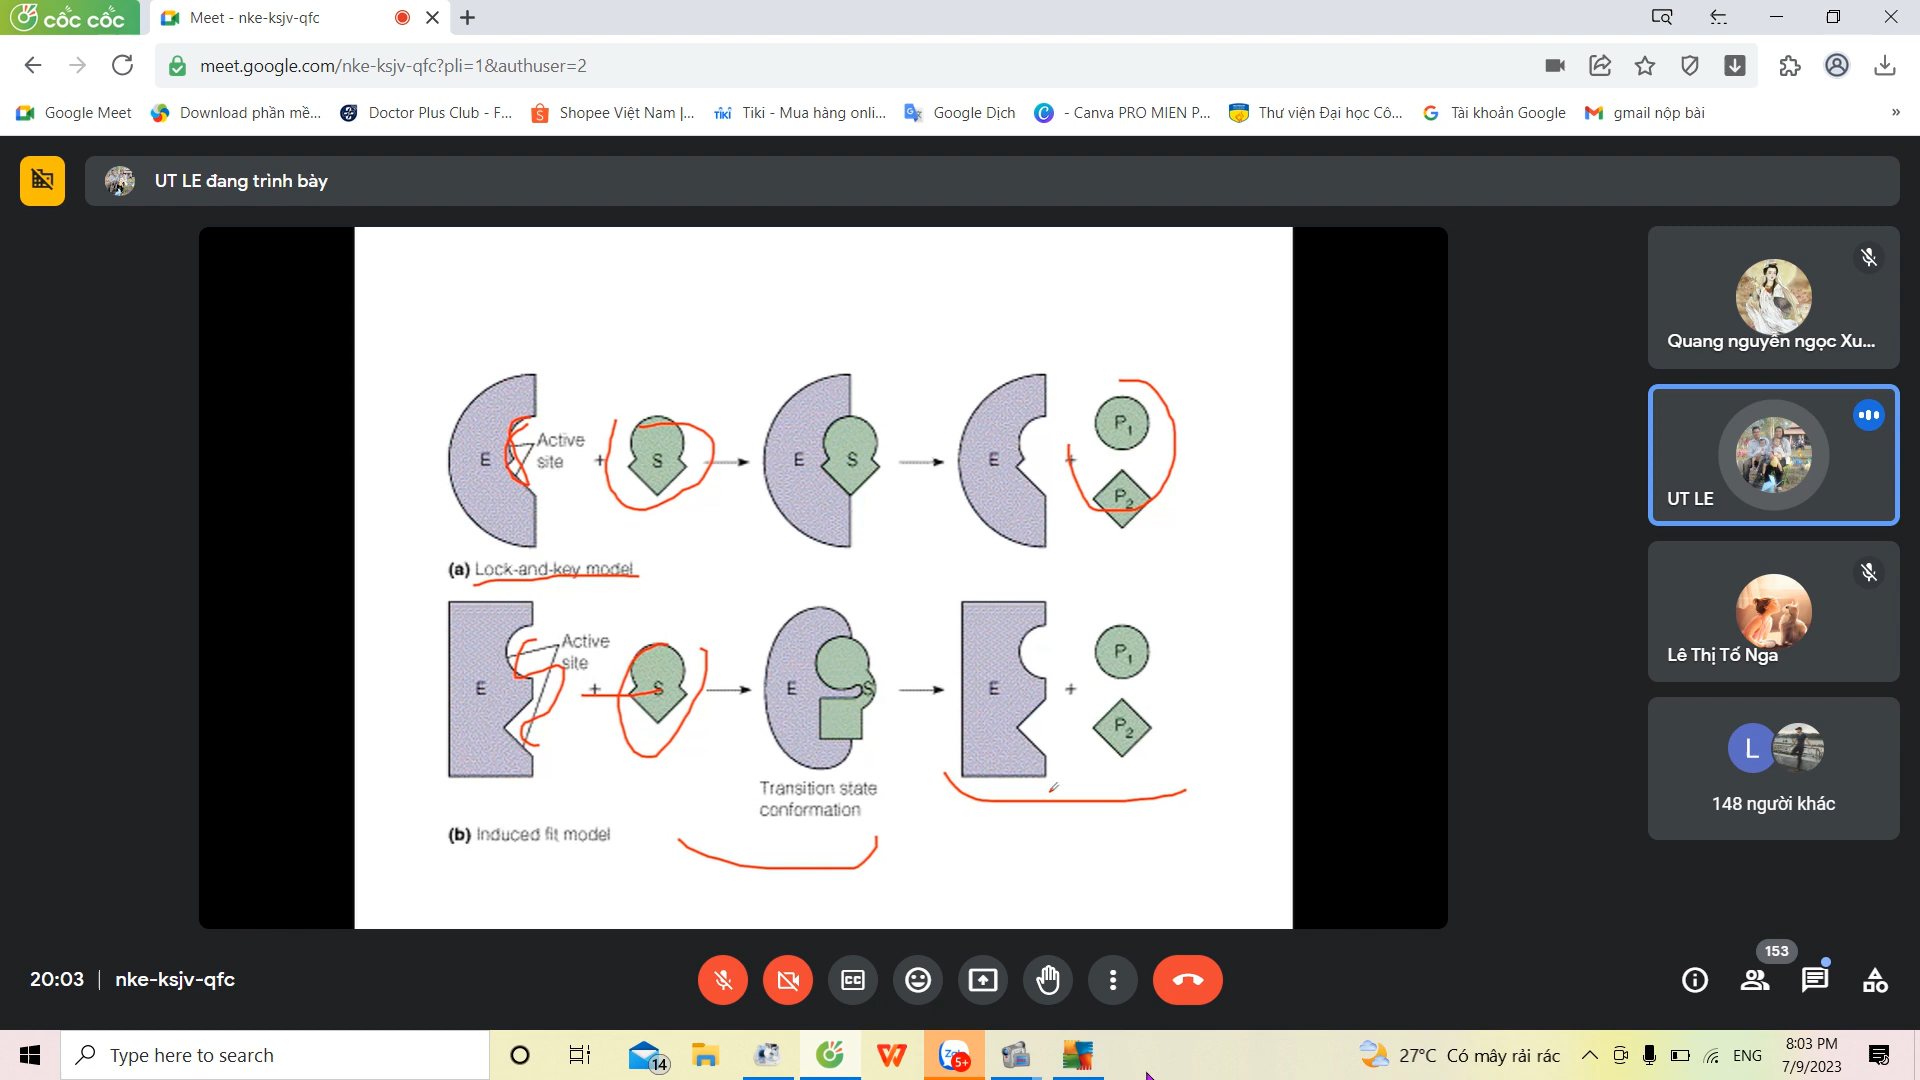 cốc cốc
Meet - nke-ksjv-qfc
meet.google.com/nke-ksjv-qfc?pli=1&authuser=2
Google Meet
Download phần mề...
Doctor Plus Club - F...
Shopee Việt Nam |...
TIKI
Tiki - Mua hàng onli...
Google Dịch
- Canva PRO MIEN P...
Thư viện Đại học Cô...
Tài khoản Google
gmail nộp bài
»
UT LE đang trình bày
E
Active
site
+
S
E
S
E
+
P1
P2
(a) Lock-and-key model
E
Active
site
+
S
E
S
E
+
P1
P2
Transition state
conformation
(b) Induced fit model
Quang nguyễn ngọc Xu...
UT LE
Lê Thị Tố Nga
L
148 người khác
20:03 | nke-ksjv-qfc
CC
153
Type here to search
14
Zalo
5+
27°C Có mây rải rác
ENG
8:03 PM
7/9/2023